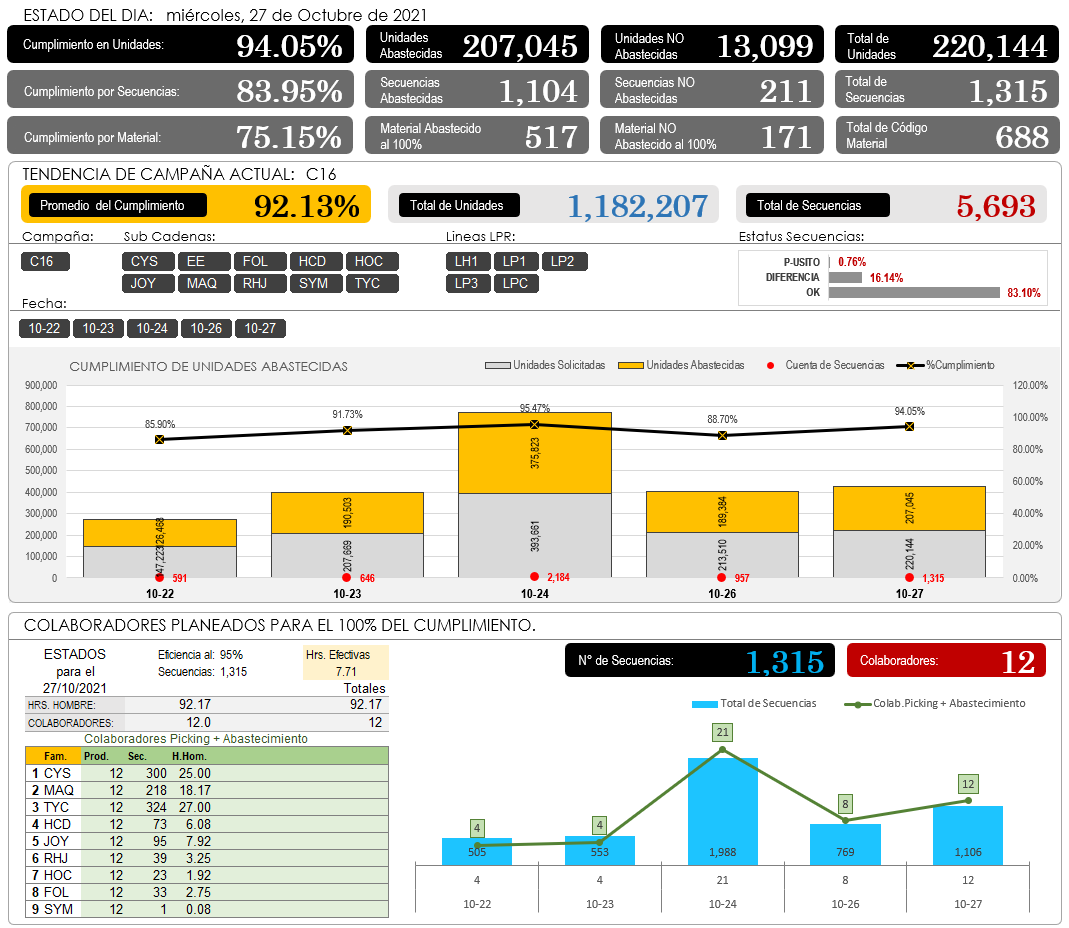 ESTADO DEL DIA: miércoles, 27 de Octubre de 2021
Cumplimiento en Unidades: 94.05% Unidades Abastecidas 207,045 Unidades NO Abastecidas 13,099 Total de Unidades 220,144
Cumplimiento por Secuencias: 83.95% Secuencias Abastecidas 1,104 Secuencias NO Abastecidas 211 Total de Secuencias 1,315
Cumplimiento por Material: 75.15% Material Abastecido al 100% 517 Material NO Abastecido al 100% 171 Total de Código Material 688
TENDENCIA DE CAMPAÑA ACTUAL: C16
Promedio del Cumplimiento 92.13% Total de Unidades 1,182,207 Total de Secuencias 5,693
Campaña: Sub Cadenas: Lineas LPR: Estatus Secuencias:
C16 CYS EE FOL HCD HOC LH1 LP1 LP2
JOY MAQ RHJ SYM TYC LP3 LPC
P-USITO 0.76%
DIFERENCIA 16.14%
OK 83.10%
Fecha:
10-22 10-23 10-24 10-26 10-27
CUMPLIMIENTO DE UNIDADES ABASTECIDAS
Unidades Solicitadas Unidades Abastecidas Cuenta de Secuencias %Cumplimiento
900,000 120.00%
800,000 100.00%
700,000 80.00%
600,000 60.00%
500,000 40.00%
400,000 20.00%
300,000 0.00%
200,000
100,000
0
85.90% 91.73% 95.47% 88.70% 94.05%
190,503 375,823 189,384 207,045
207,669 393,661 213,510 220,144
591 646 2,184 957 1,315
10-22 10-23 10-24 10-26 10-27
COLABORADORES PLANEADOS PARA EL 100% DEL CUMPLIMIENTO.
ESTADOS para el 27/10/2021
Eficiencia al: 95%
Secuencias: 1,315
Hrs. Efectivas
7.71
Totales
HRS. HOMBRE: 92.17 92.17
COLABORADORES: 12.0 12
Colaboradores Picking + Abastecimiento
Fam. Prod. Sec. H.Hom.
1 CYS 12 300 25.00
2 MAQ 12 218 18.17
3 TYC 12 324 27.00
4 HCD 12 73 6.08
5 JOY 12 95 7.92
6 RHJ 12 39 3.25
7 HOC 12 23 1.92
8 FOL 12 33 2.75
9 SYM 12 1 0.08
N° de Secuencias: 1,315 Colaboradores: 12
Total de Secuencias Colab.Picking + Abastecimiento
4 4 21 8 12
505 553 1,988 769 1,106
4 4 21 8 12
10-22 10-23 10-24 10-26 10-27